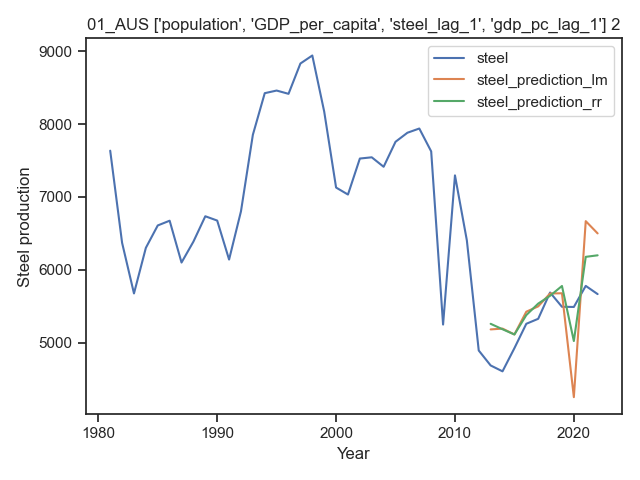 01_AUS ['population', 'GDP_per_capita', 'steel_lag_1', 'gdp_pc_lag_1'] 2
steel
steel_prediction_lm
steel_prediction_rr
Steel production
9000
8000
7000
6000
5000
1980
1990
2000
2010
2020
Year